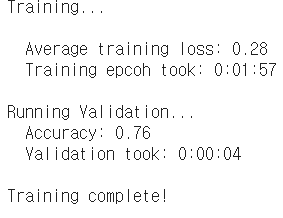 Training...
Average training loss: 0.28
Training epcoh took: 0:01:57
Running Validation...
Accuracy: 0.76
Validation took: 0:00:04
Training complete!